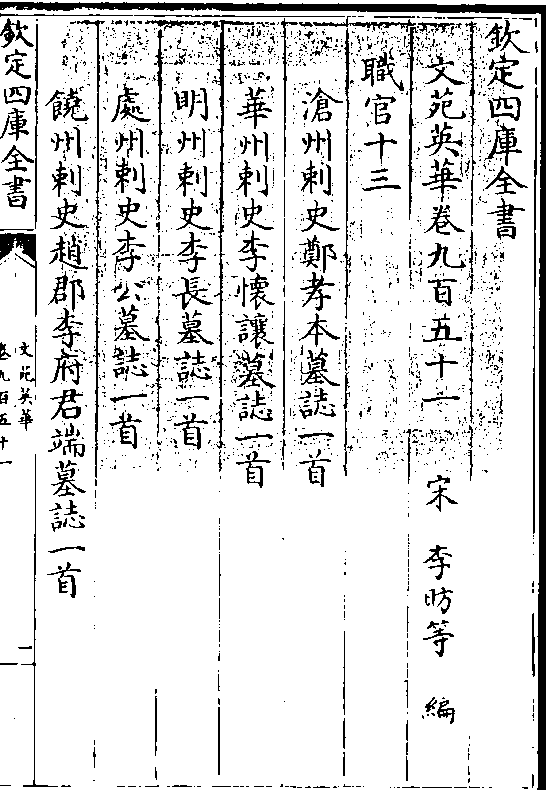 欽定四庫全書
文苑英華卷九百五十一 宋 李昉等 編
職官十三
滄州刺史鄭孝本墓誌一首
華州刺史李懷讓墓誌一首
明州刺史李長墓誌一首
處州刺史李公墓誌一首
饒州刺史趙郡李府君端墓誌一首
欽定四庫全書
文苑英華
卷九百五十一
一